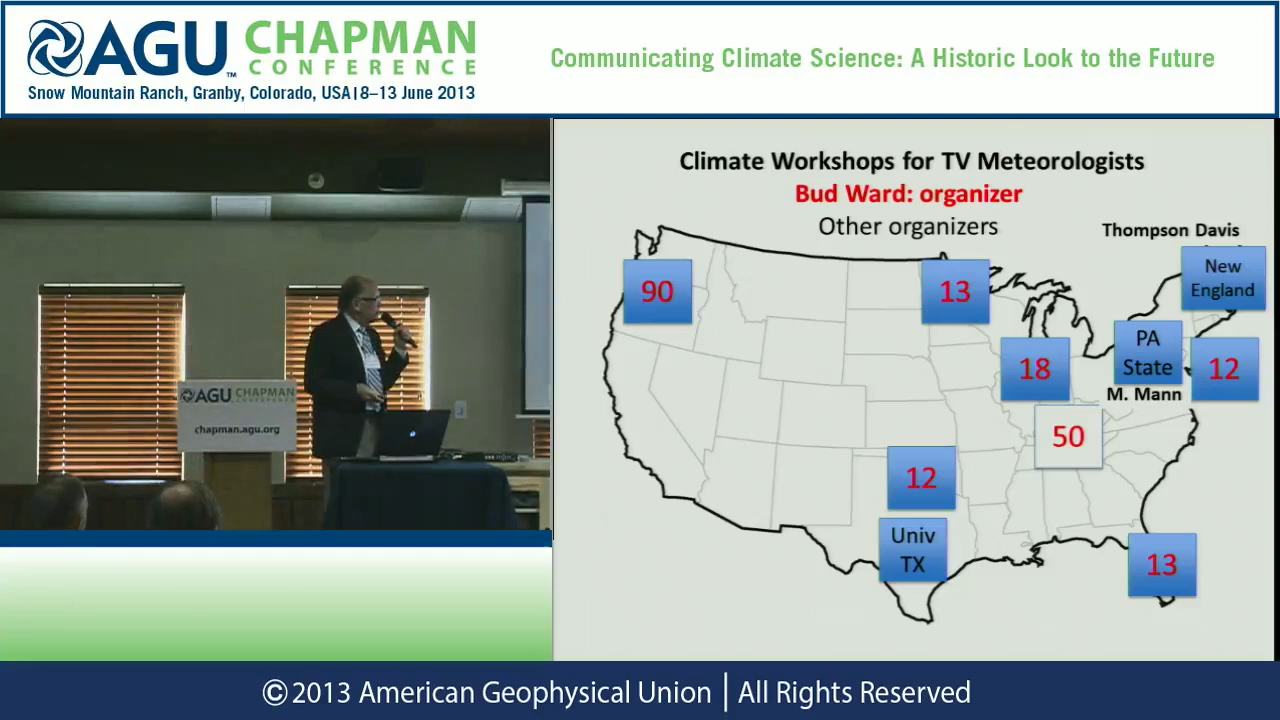 AGU™ CHAPMAN
CONFERENCE
Snow Mountain Ranch, Granby, Colorado, USA|8–13 June 2013
Communicating Climate Science: A Historic Look to the Future
AGU CHAPMAN
CONFERENCE
chapman.agu.org
Climate Workshops for TV Meteorologists
Bud Ward: organizer
Other organizers
Thompson Davis
New
England
90
13
PA
State
M. Mann
18
12
50
12
Univ
TX
13
©2013 American Geophysical Union | All Rights Reserved